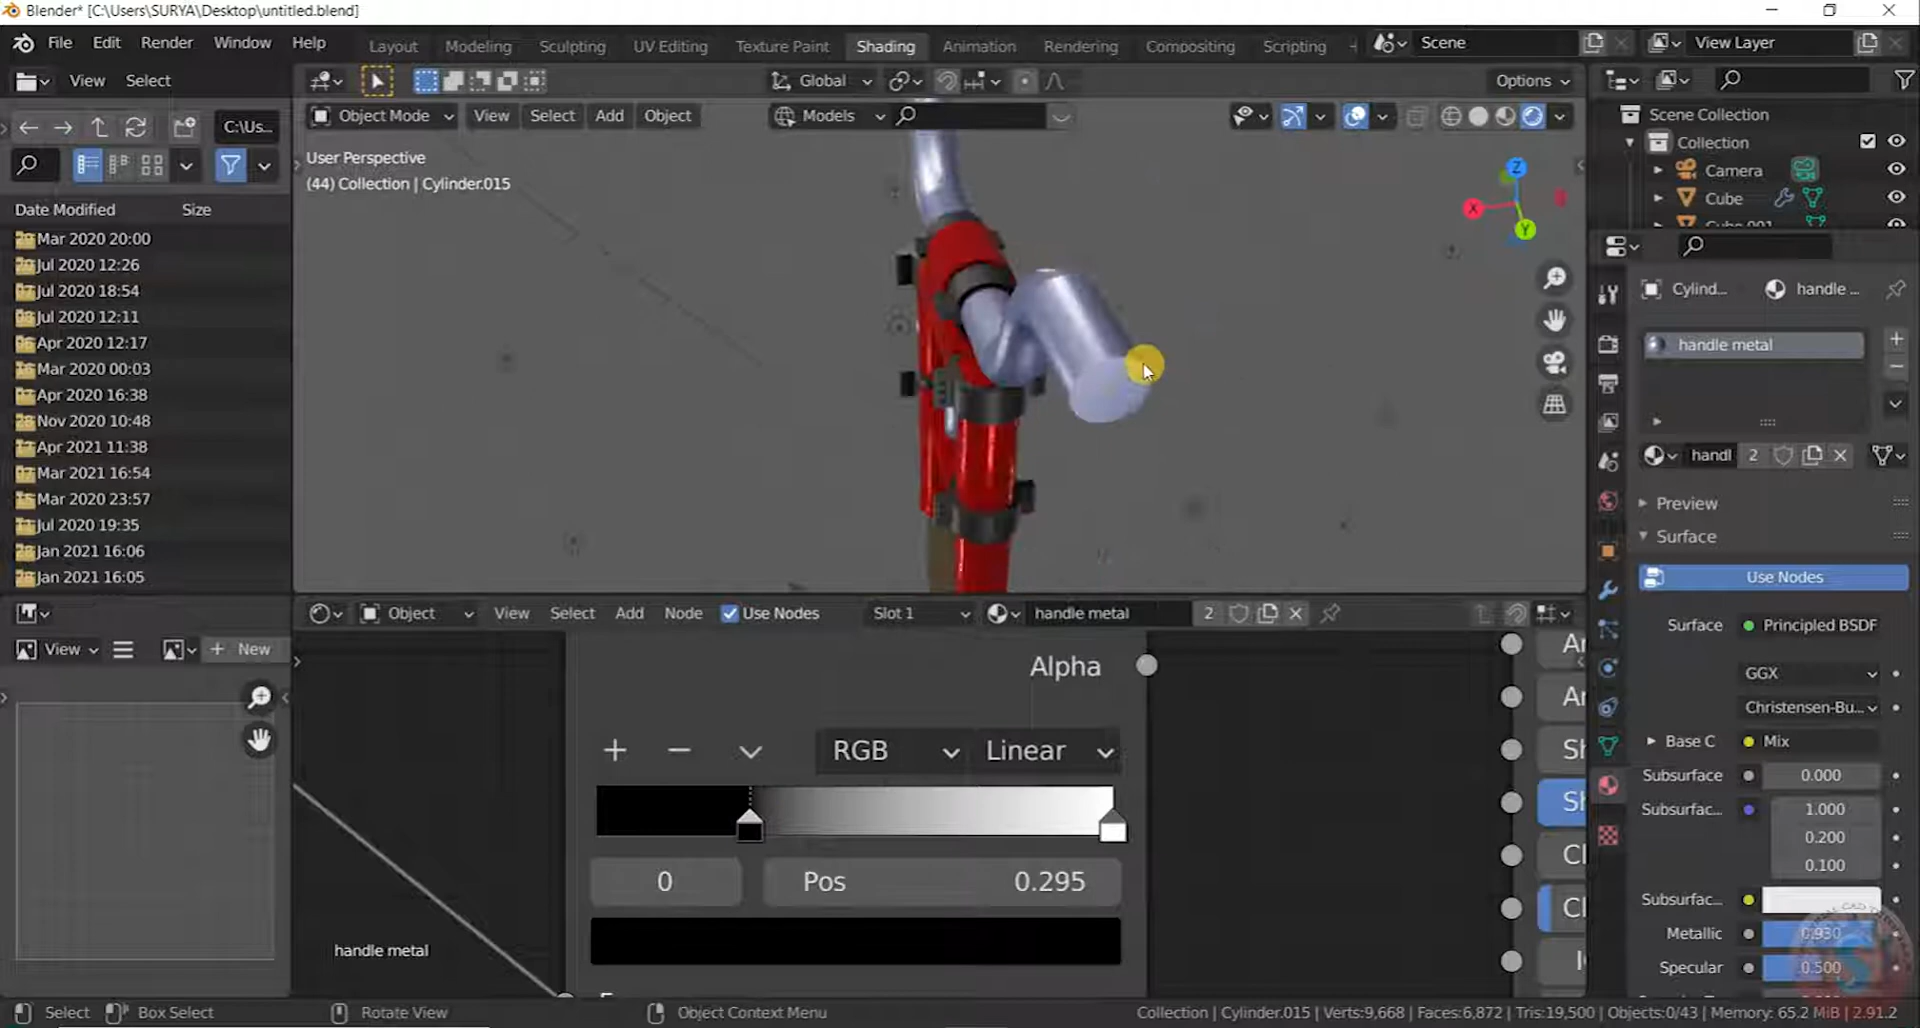 Blender* [C:\Users\SURYA\Desktop\untitled.blend]
File Edit Render Window Help Layout Modeling Sculpting UV Editing Texture Paint Shading Animation Rendering Compositing Scripting Scene View Layer
View Select Global Options
C:\Us... Object Mode View Select Add Object Models
Scene Collection
Collection
Camera
Cube
User Perspective
(44) Collection | Cylinder.015
Z
X
Y
Date Modified Size
Mar 2020 20:00
Jul 2020 12:26
Jul 2020 18:54
Jul 2020 12:11
Apr 2020 12:17
Mar 2020 00:03
Apr 2020 16:38
Nov 2020 10:48
Apr 2021 11:38
Mar 2021 16:54
Mar 2020 23:57
Jul 2020 19:35
Jan 2021 16:06
Jan 2021 16:05
Cylind... handle ...
handle metal
handl 2
Preview
Surface
Use Nodes
Surface Principled BSDF
GGX
Christensen-Bu...
Base C Mix
Subsurface 0.000
Subsurfac... 1.000
0.200
0.100
Subsurfac...
Metallic 0.930
Specular 0.500
View New
Object View Select Add Node Use Nodes Slot 1 handle metal 2
Alpha
RGB Linear
0 Pos 0.295
handle metal
Select Box Select Rotate View Object Context Menu Collection | Cylinder.015 | Verts:9,668 | Faces:6,872 | Tris:19,500 | Objects:0/43 | Memory: 65.2 MiB | 2.91.2